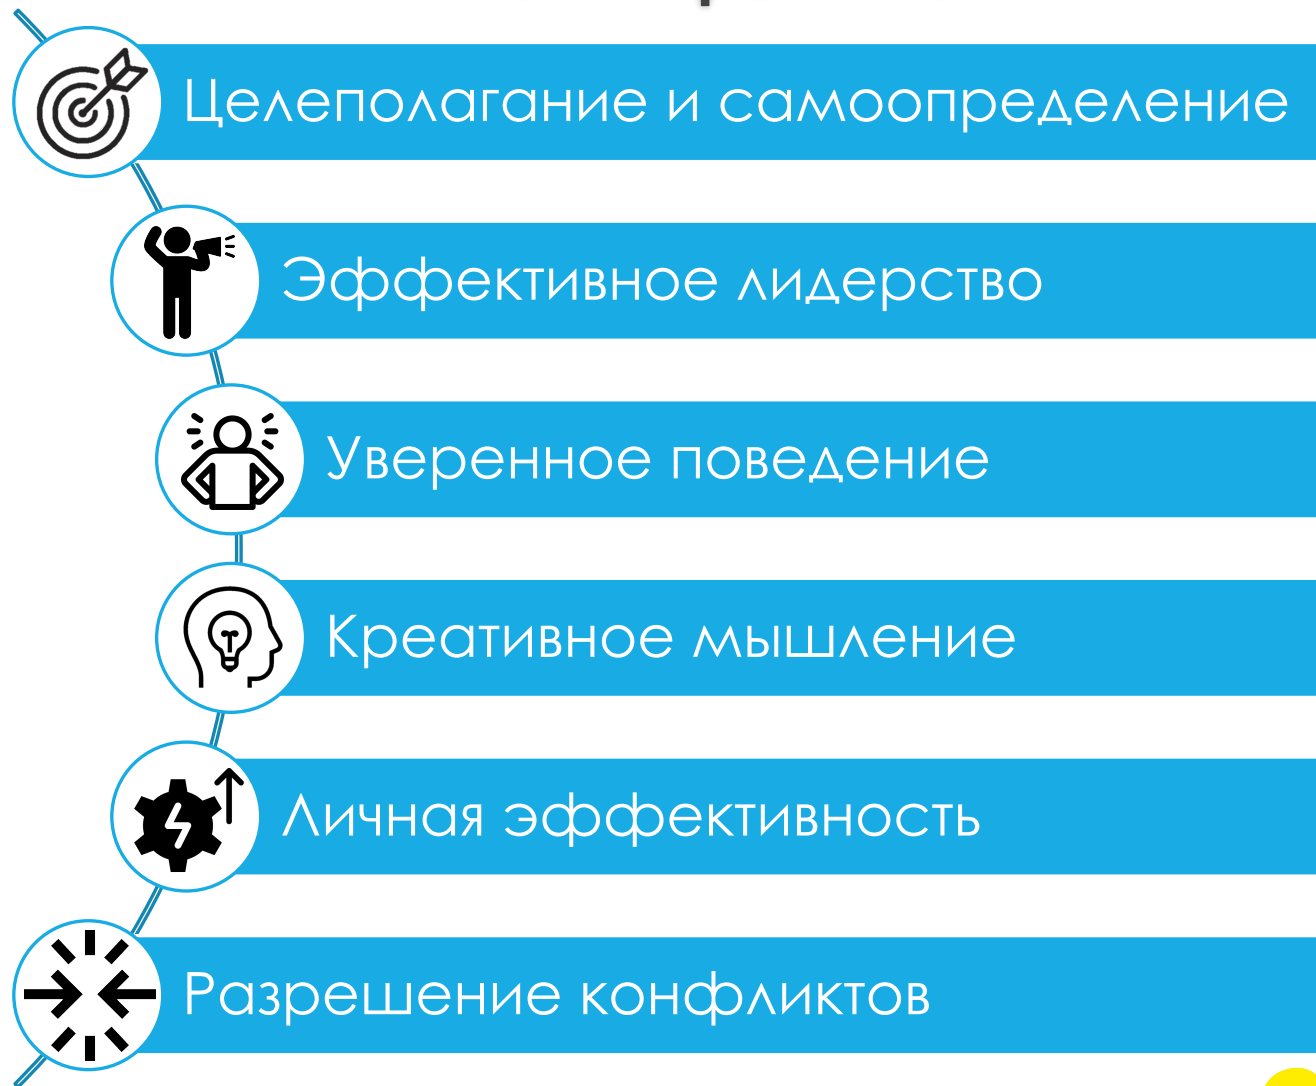 Целеполагание и самоопределение
Эффективное лидерство
Уверенное поведение
Креативное мышление
Личная эффективность
Разрешение конфликтов